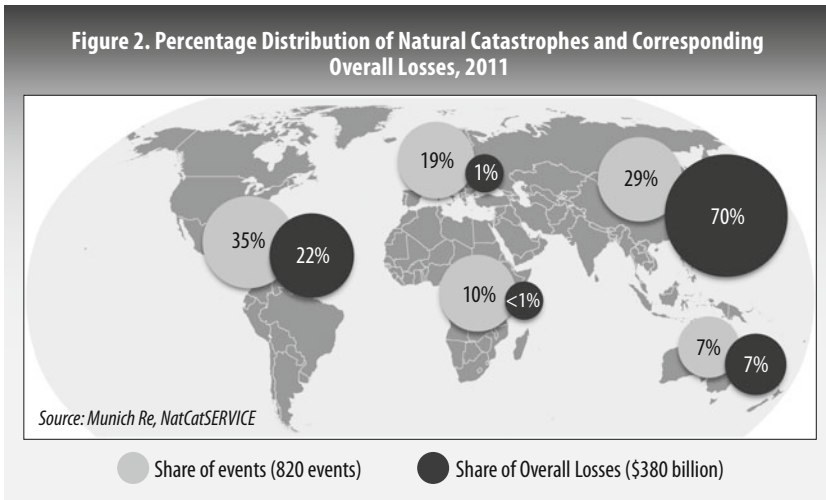 Figure 2. Percentage Distribution of Natural Catastrophes and Corresponding
Overall Losses, 2011
19%
1%
29%
70%
35%
22%
10%
<1%
7%
7%
Source: Munich Re, NatCatSERVICE
Share of events (820 events)
Share of Overall Losses ($380 billion)